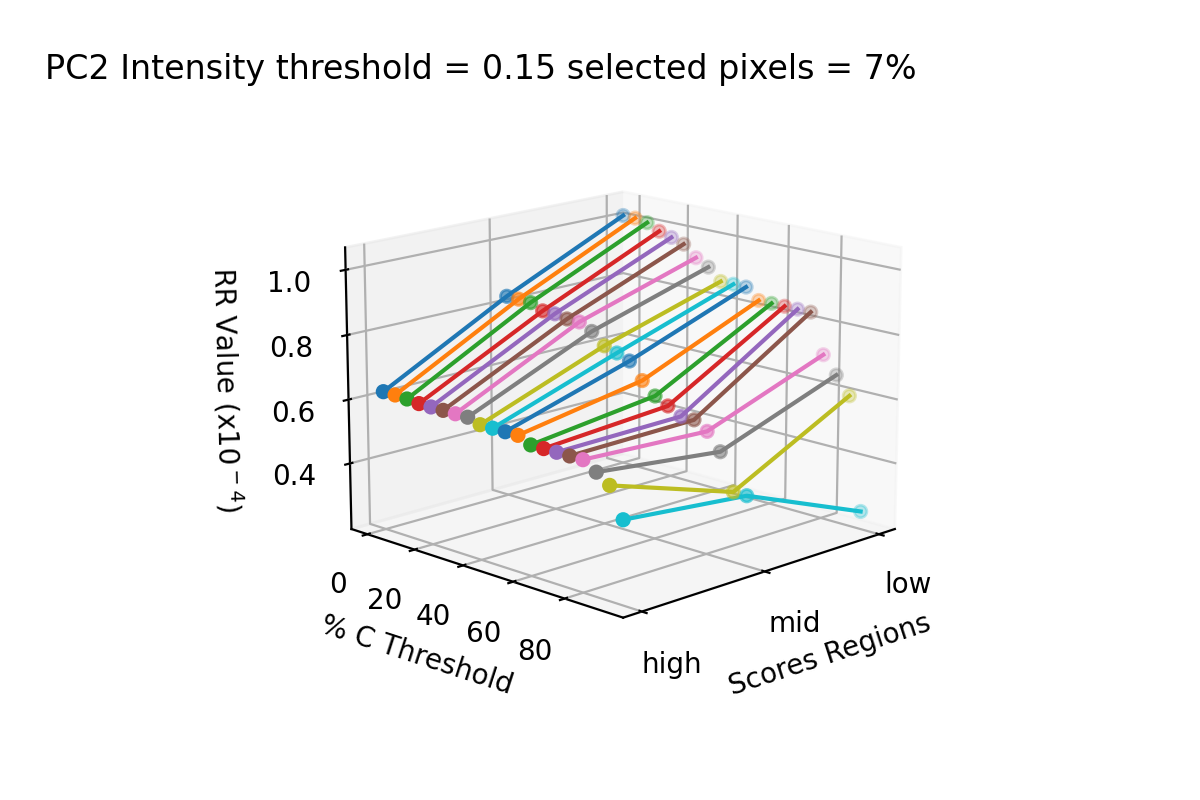 PC2 Intensity threshold = 0.15 selected pixels = 7%
1.0
0.8
0.6
0.4
RR Value (x10⁻⁴)
0
20
40
60
80
% C Threshold
high
mid
low
Scores Regions